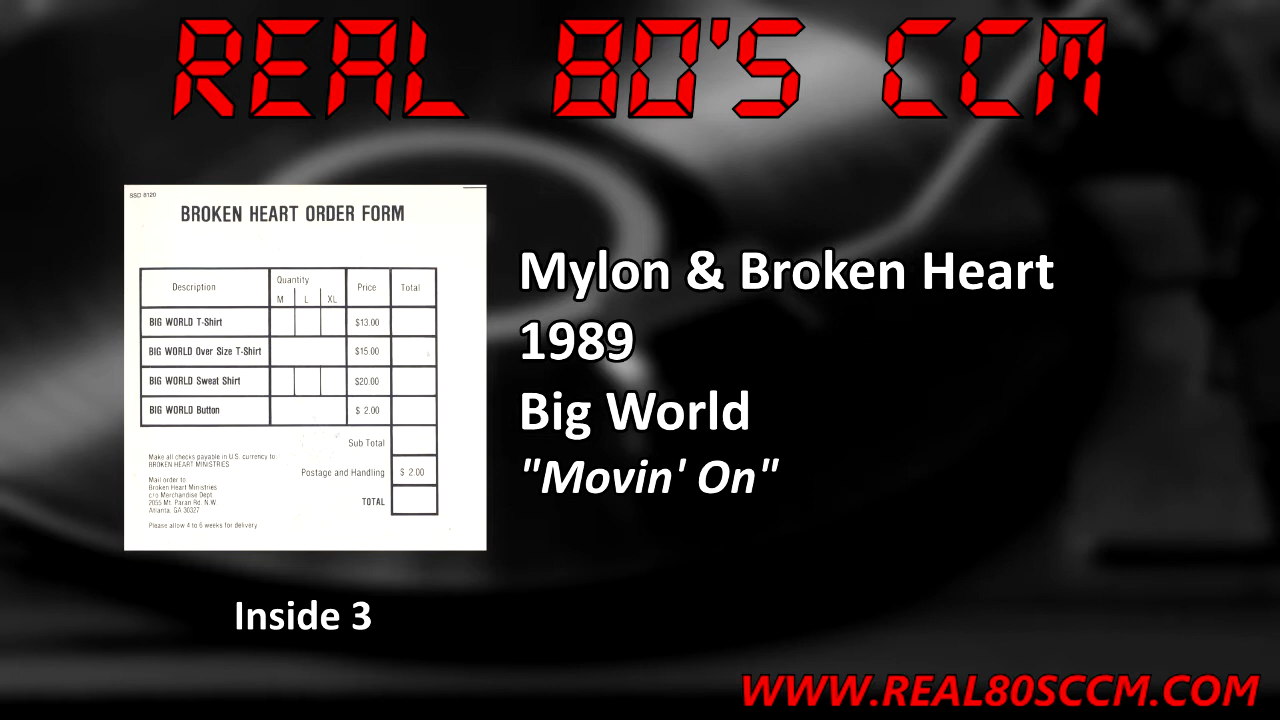 REAL 80'S CCM
SSD 8120
BROKEN HEART ORDER FORM
Description Quantity Price Total
M L XL
BIG WORLD T-Shirt $13.00
BIG WORLD Over Size T-Shirt $15.00
BIG WORLD Sweat Shirt $20.00
BIG WORLD Button $ 2.00
Sub Total
Postage and Handling $ 2.00
TOTAL
Make all checks payable in U.S. currency to
BROKEN HEART MINISTRIES
Mail order to
Broken Heart Ministries
c/o Merchandise Dept
2055 Mt. Paran Rd. N.W.
Atlanta, GA 30327
Please allow 4 to 6 weeks for delivery
Mylon & Broken Heart
1989
Big World
"Movin' On"
Inside 3
WWW.REAL80SCCM.COM